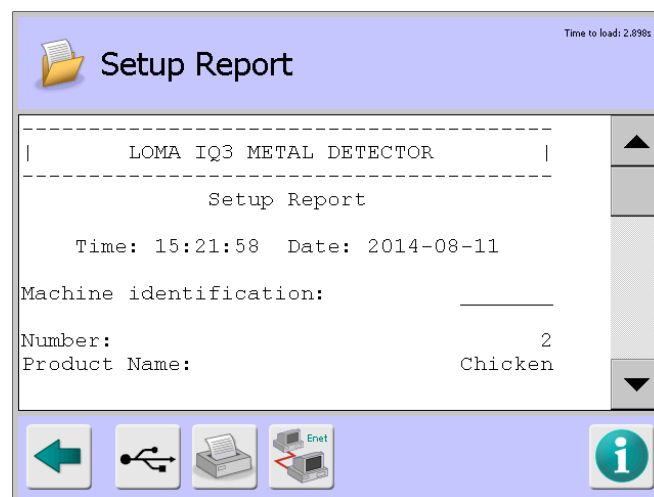 Time to load: 2.898s
Setup Report
------------------------------------------
| LOMA IQ3 METAL DETECTOR |
------------------------------------------
Setup Report
Time: 15:21:58 Date: 2014-08-11
Machine identification: _______
Number: 2
Product Name: Chicken
Enet